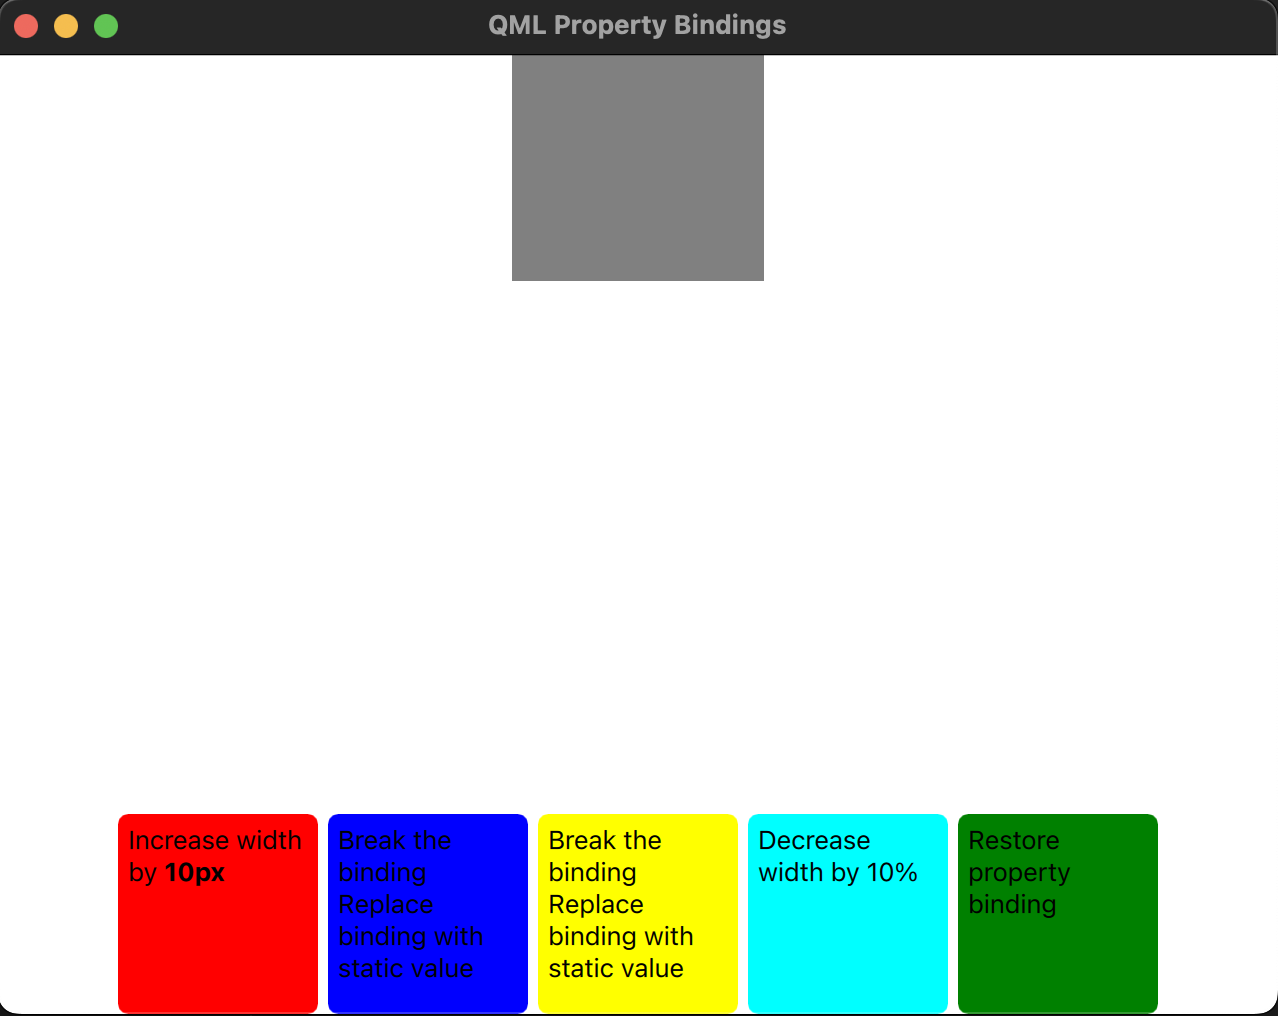 QML Property Bindings
Increase width
by 10px
Break the
binding
Replace
binding with
static value
Break the
binding
Replace
binding with
static value
Decrease
width by 10%
Restore
property
binding